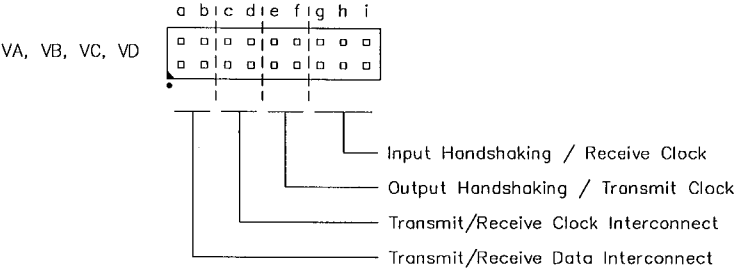 a b c d e f g h i
VA, VB, VC, VD
Input Handshaking / Receive Clock
Output Handshaking / Transmit Clock
Transmit/Receive Clock Interconnect
Transmit/Receive Data Interconnect